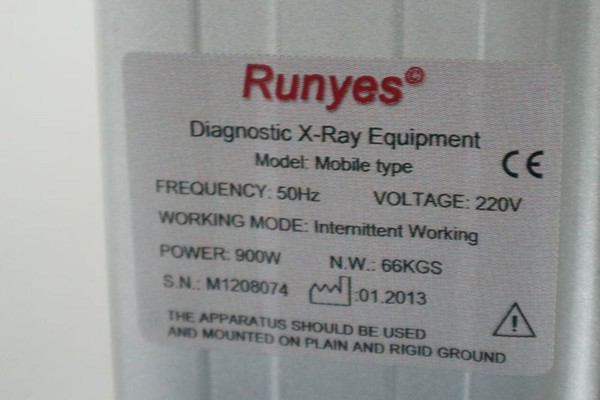 Runyes®
Diagnostic X-Ray Equipment
Model: Mobile type
CE
FREQUENCY: 50Hz VOLTAGE: 220V
WORKING MODE: Internittent Working
POWER: 900W N.W.: 66KGS
S.N.: M1208074 :01.2013
THE APPARATUS SHOULD BE USED
AND MOUNTED ON PLAIN AND RIGID GROUND